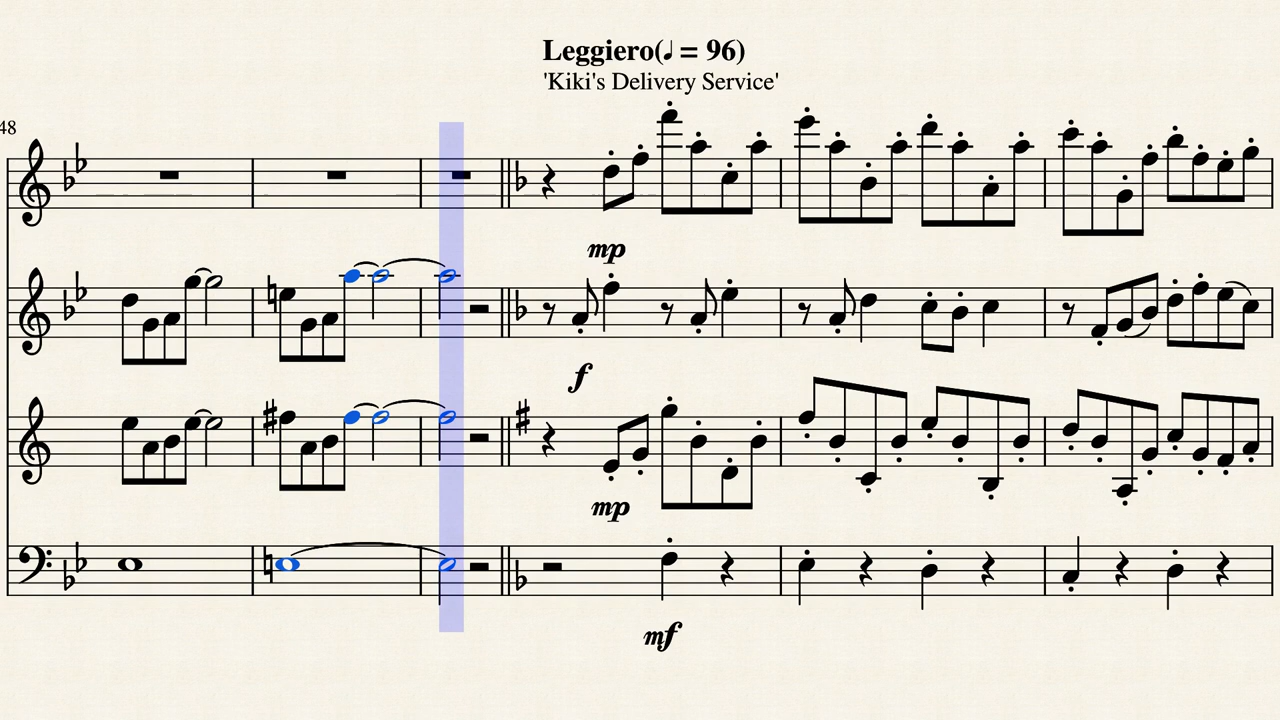 Leggiero(♩ = 96)
'Kiki's Delivery Service'
48
mp
f
mp
mf